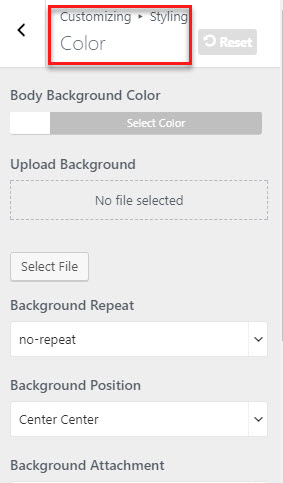 Customizing ▸ Styling
Color
Reset
Body Background Color
Select Color
Upload Background
No file selected
Select File
Background Repeat
no-repeat
Background Position
Center Center
Background Attachment